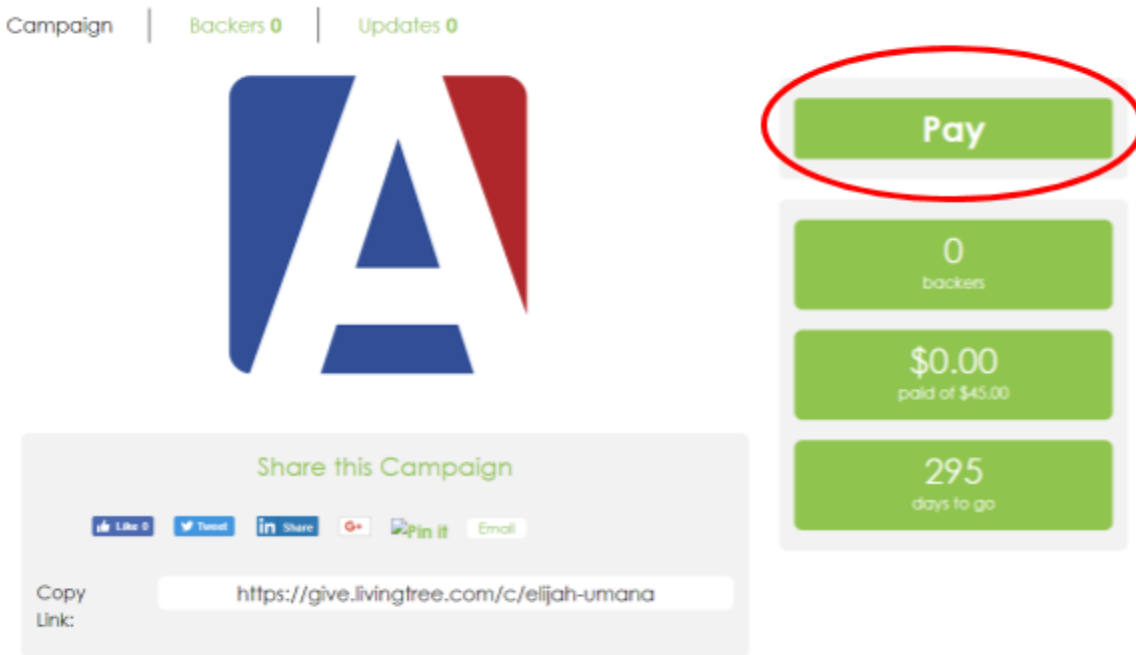 Campaign
Backers 0
Updates 0
A
Pay
0
backers
$0.00
paid of $45.00
295
days to go
Share this Campaign
Like 0
Tweet
in Share
G+
Pin it
Email
Copy
Link:
https://give.livingtree.com/c/elijah-umana